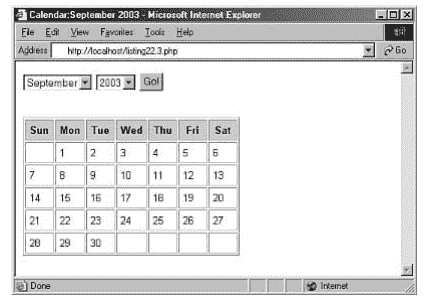 Calendar:September 2003 - Microsoft Internet Explorer
File Edit View Favorites Tools Help
Address http://localhost/listing22.3.php Go
September 2003 Go!
Sun Mon Tue Wed Thu Fri Sat
1 2 3 4 5 6
7 8 9 10 11 12 13
14 15 16 17 18 19 20
21 22 23 24 25 26 27
28 29 30
Done Internet